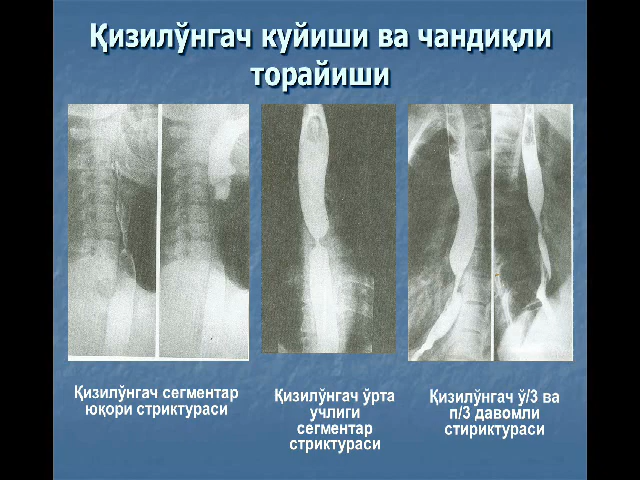 Қизилўнгач куйиши ва чандиқли
торайиши
Қизилўнгач сегментар
юқори стриктураси
Қизилўнгач ўрта
учлиги
сегментар
стриктураси
Қизилўнгач ў/3 ва
п/3 давомли
стириктураси